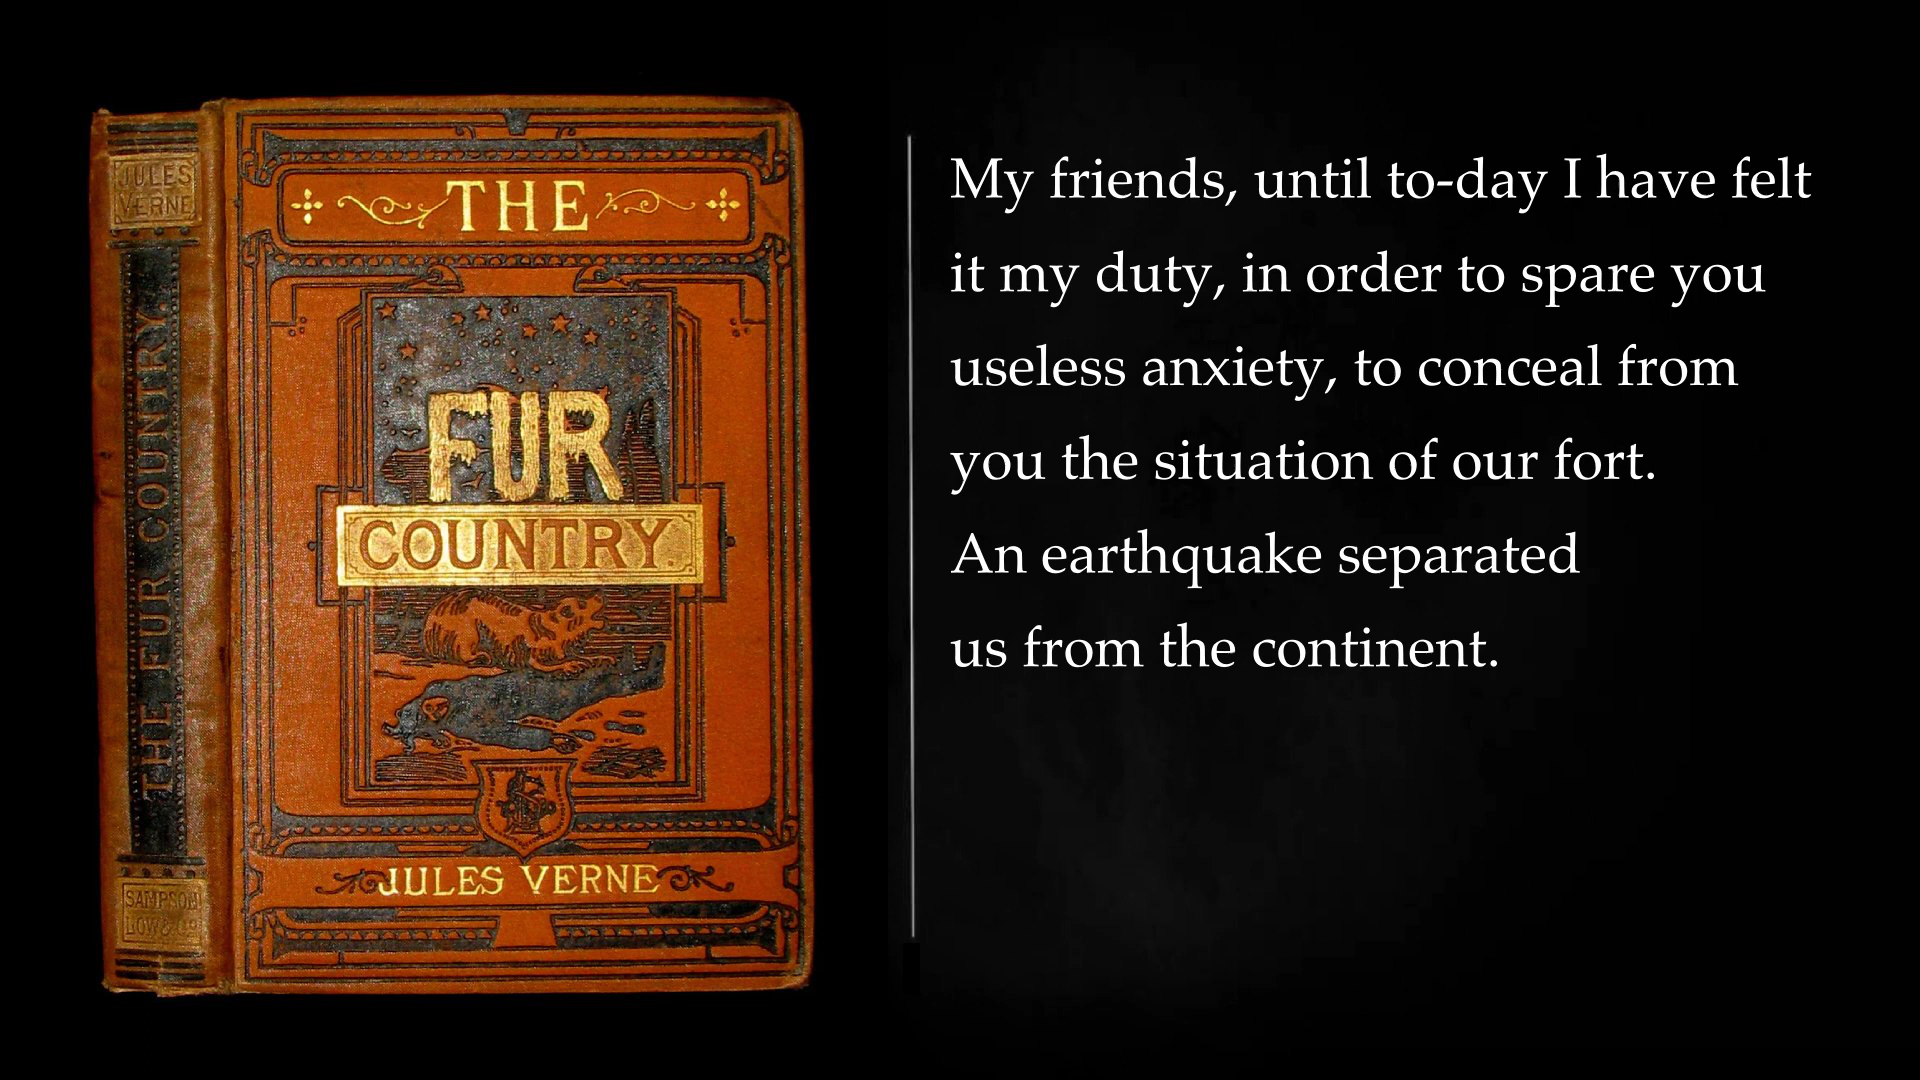 JULES
VERNE
THE FUR COUNTRY.
SAMPSON
LOW & Co
THE
FUR
COUNTRY.
JULES VERNE
My friends, until to-day I have felt
it my duty, in order to spare you
useless anxiety, to conceal from
you the situation of our fort.
An earthquake separated
us from the continent.